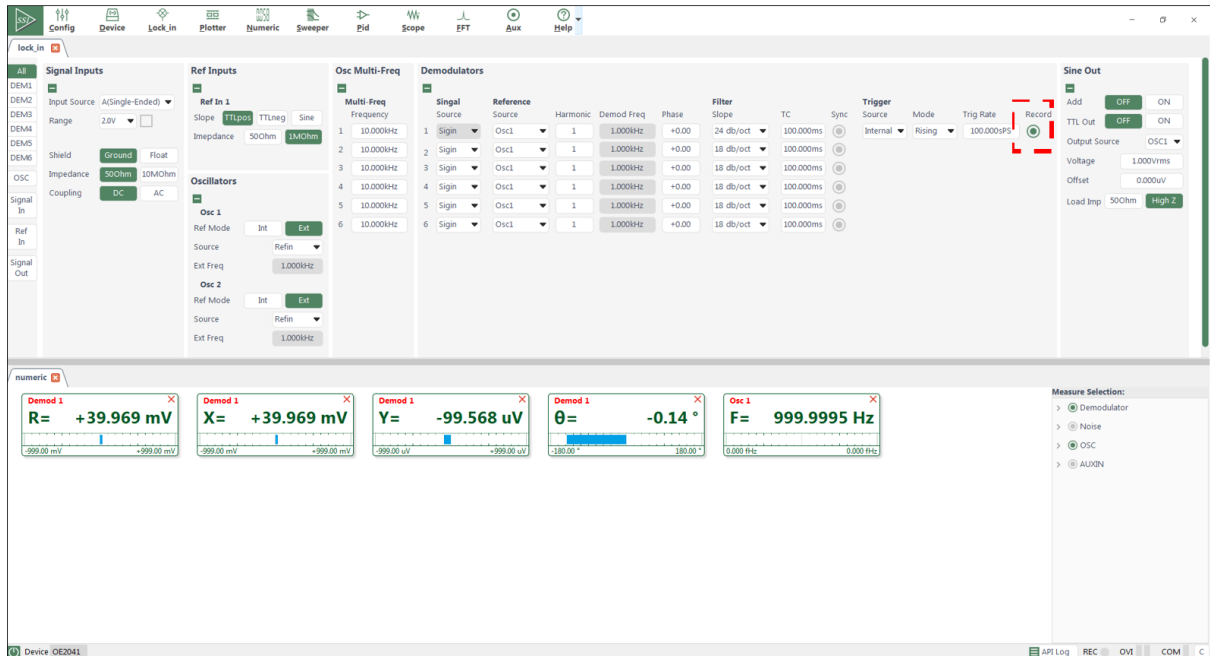 SSI Config Device Lock_in Plotter Numeric Sweeper Pid Scope FFT Aux Help
lock_in
All
DEM1
DEM2
DEM3
DEM4
DEM5
DEM6
OSC
Signal
In
Ref
In
Signal
Out
Signal Inputs
Input Source A(Single-Ended)
Range 2.0V
Shield Ground Float
Impedance 50Ohm 10MOhm
Coupling DC AC
Ref Inputs
Ref In 1
Slope TTLpos TTLneg Sine
Imepdance 50Ohm 1MOhm
Oscillators
Osc 1
Ref Mode Int Ext
Source Refin
Ext Freq 1.000kHz
Osc 2
Ref Mode Int Ext
Source Refin
Ext Freq 1.000kHz
Osc Multi-Freq
Multi-Freq
Frequency
1 10.000kHz
2 10.000kHz
3 10.000kHz
4 10.000kHz
5 10.000kHz
6 10.000kHz
Demodulators
Singal Reference Filter Trigger
Source Source Harmonic Demod Freq Phase Slope TC Sync Source Mode Trig Rate Record
1 Sigin Osc1 1 1.000kHz +0.00 24 db/oct 100.000ms Internal Rising 100.000sPS
2 Sigin Osc1 1 1.000kHz +0.00 18 db/oct 100.000ms
3 Sigin Osc1 1 1.000kHz +0.00 18 db/oct 100.000ms
4 Sigin Osc1 1 1.000kHz +0.00 18 db/oct 100.000ms
5 Sigin Osc1 1 1.000kHz +0.00 18 db/oct 100.000ms
6 Sigin Osc1 1 1.000kHz +0.00 18 db/oct 100.000ms
Sine Out
Add OFF ON
TTL Out OFF ON
Output Source OSC1
Voltage 1.000Vrms
Offset 0.000uV
Load Imp 50Ohm High Z
numeric
Demod 1
R= +39.969 mV
-999.00 mV +999.00 mV
Demod 1
X= +39.969 mV
-999.00 mV +999.00 mV
Demod 1
Y= -99.568 uV
-999.00 uV +999.00 uV
Demod 1
θ= -0.14 °
-180.00 ° 180.00 °
Osc 1
F= 999.9995 Hz
0.000 fHz 0.000 fHz
Measure Selection:
> Demodulator
> Noise
> OSC
> AUXIN
Device OE2041 API Log REC OVI COM C